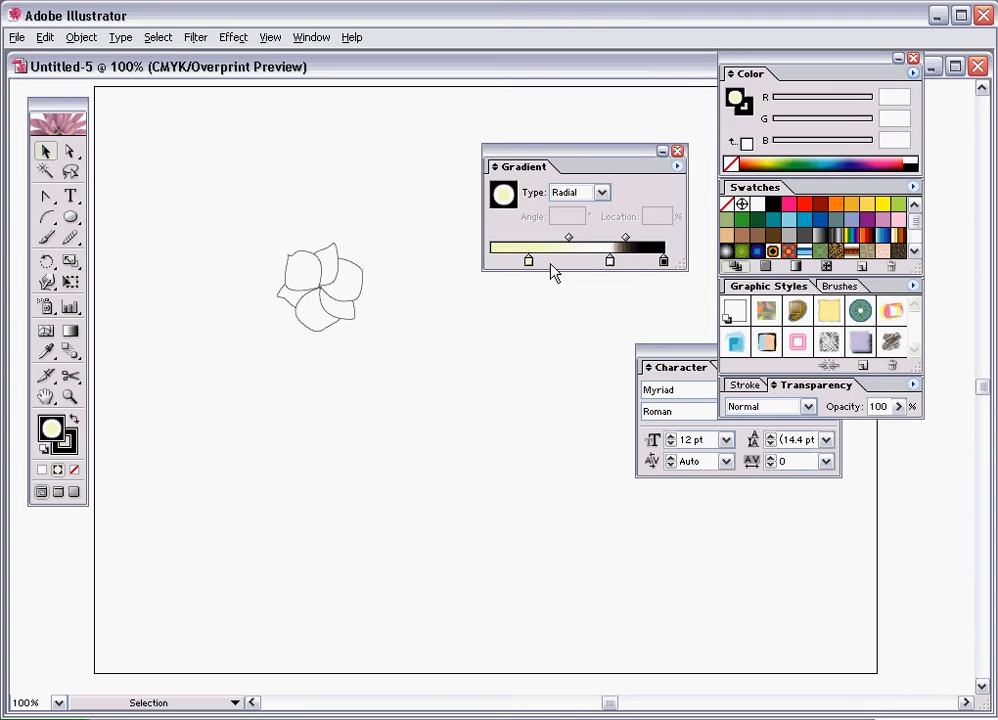 Adobe Illustrator
File Edit Object Type Select Filter Effect View Window Help
Untitled-5 @ 100% (CMYK/Overprint Preview)
Color
R
G
B
Gradient
Type: Radial
Angle: ° Location: %
Swatches
Graphic Styles Brushes
Character
Myriad
Roman
12 pt (14.4 pt
Auto 0
Stroke Transparency
Normal Opacity: 100 %
T
100% Selection